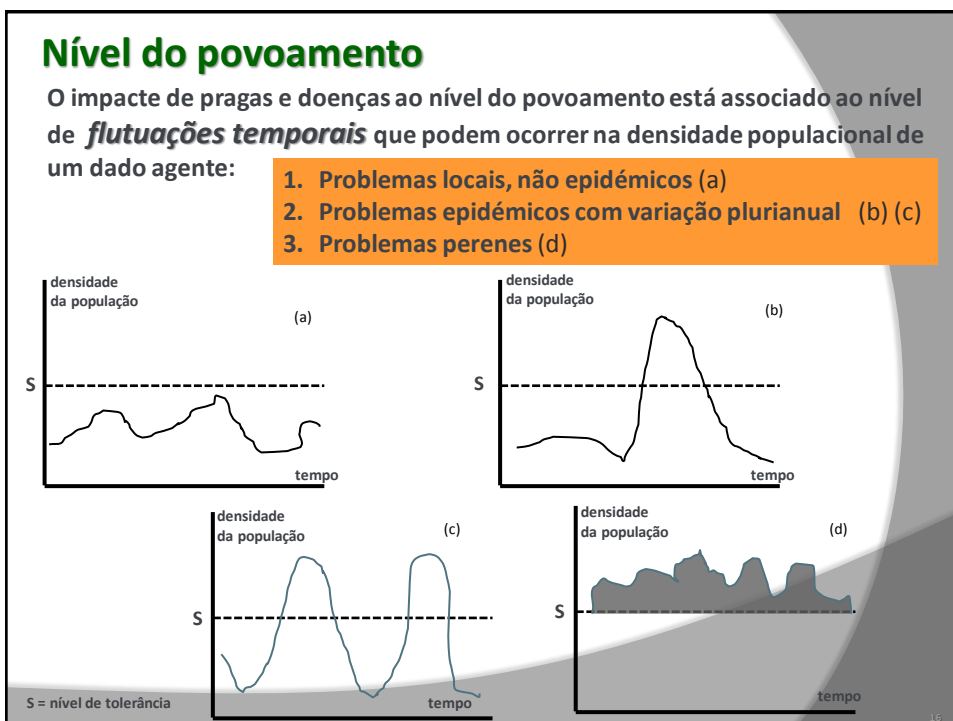 Nível do povoamento
O impacte de pragas e doenças ao nível do povoamento está associado ao nível
de flutuações temporais que podem ocorrer na densidade populacional de
um dado agente:
1. Problemas locais, não epidémicos (a)
2. Problemas epidémicos com variação plurianual (b) (c)
3. Problemas perenes (d)
densidade
da população
(a)
S
tempo
densidade
da população
(b)
S
tempo
densidade
da população
(c)
S
tempo
densidade
da população
(d)
S
tempo
S = nível de tolerância
16